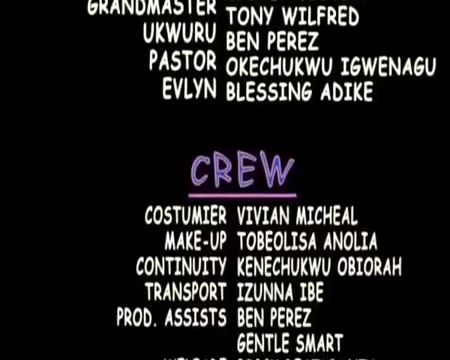 GRANDMASTER
TONY WILFRED
UKWURU BEN PEREZ
PASTOR OKECHUKWU IGWENAGU
EVLYN BLESSING ADIKE
CREW
COSTUMIER VIVIAN MICHEAL
MAKE-UP TOBEOLISA ANOLIA
CONTINUITY KENECHUKWU OBIORAH
TRANSPORT IZUNNA IBE
PROD. ASSISTS BEN PEREZ
GENTLE SMART